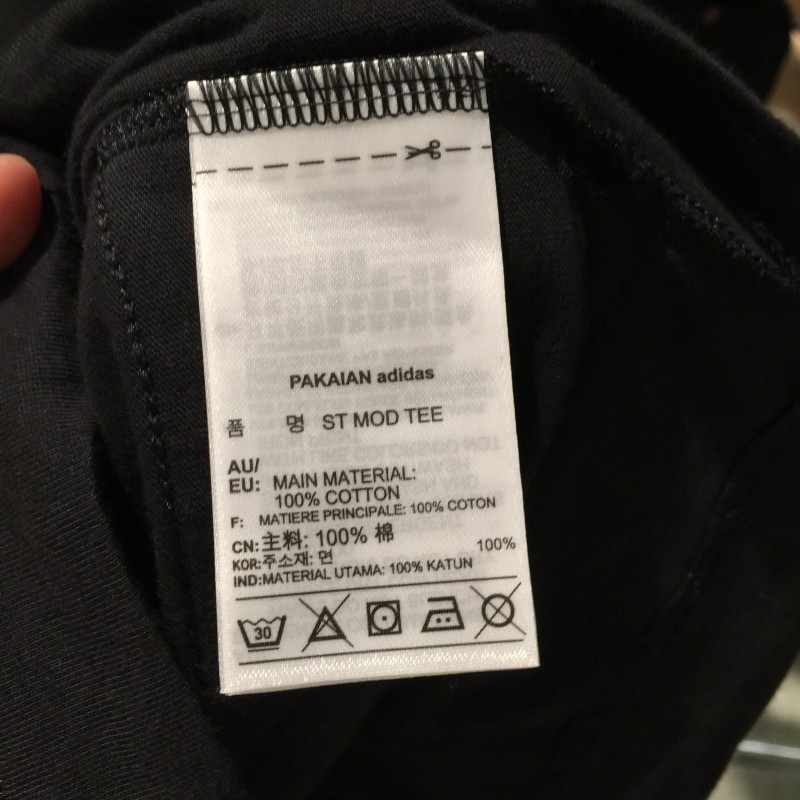 PAKAIAN adidas
품 명 ST MOD TEE
AU/
EU: MAIN MATERIAL:
100% COTTON
F: MATIERE PRINCIPALE: 100% COTON
CN:主料: 100% 棉
KOR:주소재: 면 100%
IND:MATERIAL UTAMA: 100% KATUN
30